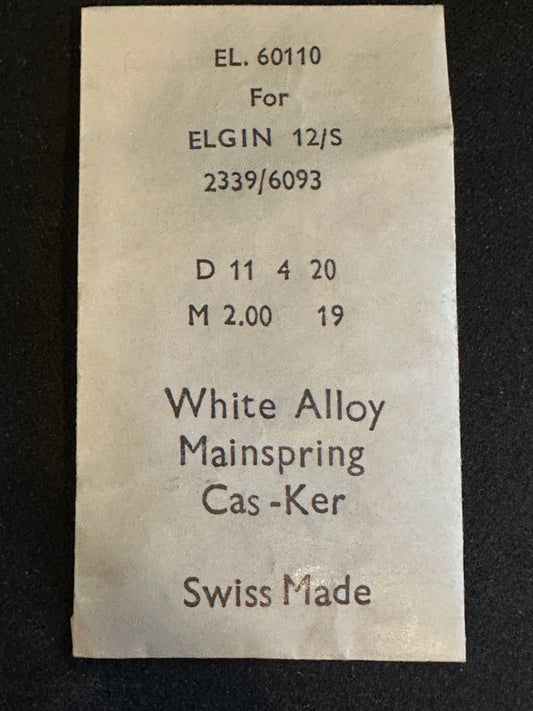 EL. 60110
For
ELGIN 12/S
2339/6093
D 11 4 20
M 2.00 19
White Alloy
Mainspring
Cas-Ker
Swiss Made